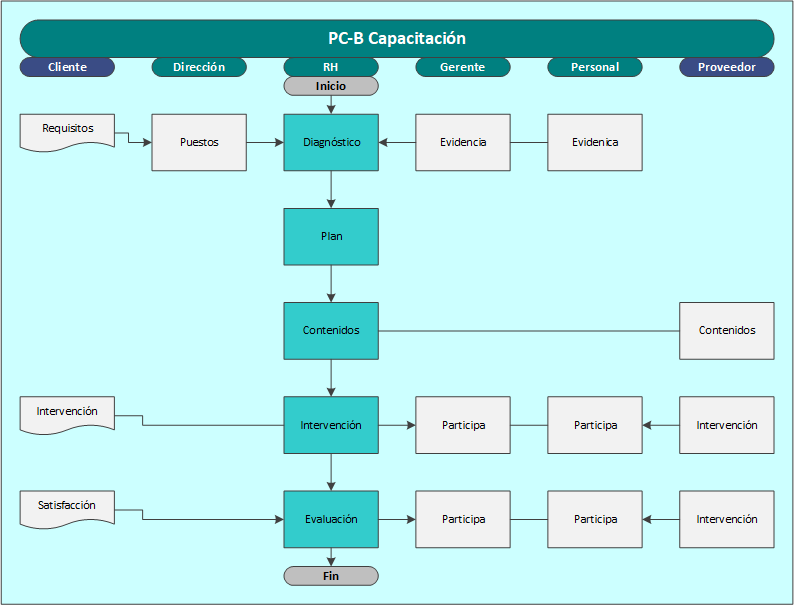 PC-B Capacitación
Cliente
Dirección
RH
Gerente
Personal
Proveedor
Inicio
Requisitos
Puestos
Diagnóstico
Evidencia
Evidenica
Plan
Contenidos
Contenidos
Intervención
Intervención
Participa
Participa
Intervención
Satisfacción
Evaluación
Participa
Participa
Intervención
Fin